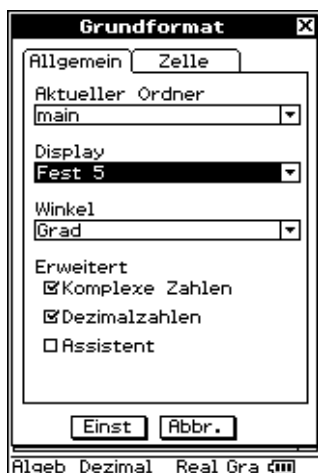 Grundformat
Allgemein Zelle
Aktueller Ordner
main
Display
Fest 5
Winkel
Grad
Erweitert
Komplexe Zahlen
Dezimalzahlen
Assistent
Einst Abbr.
Algeb Dezimal Real Gra